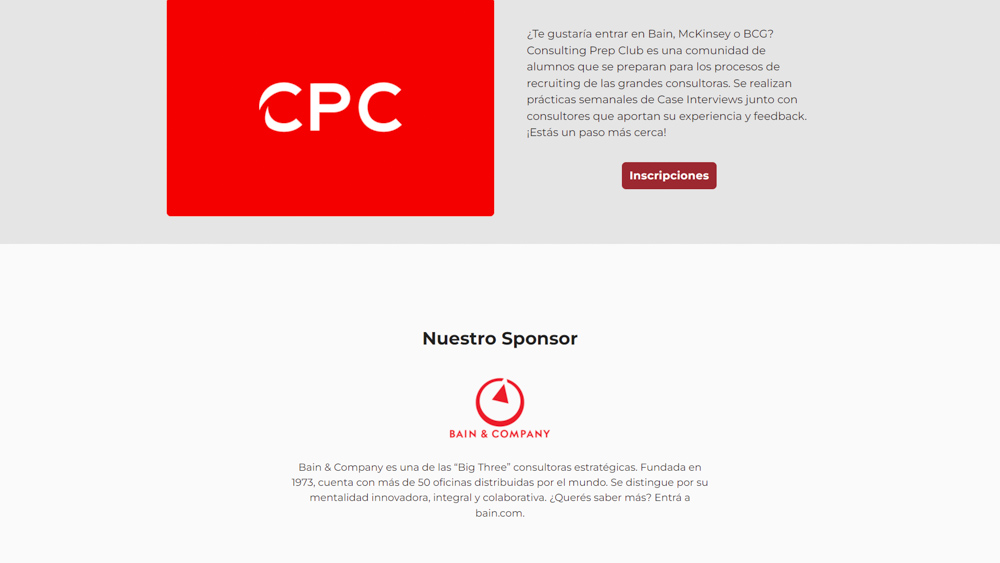 CPC
¿Te gustaría entrar en Bain, McKinsey o BCG?
Consulting Prep Club es una comunidad de
alumnos que se preparan para los procesos de
recruiting de las grandes consultoras. Se realizan
prácticas semanales de Case Interviews junto con
consultores que aportan su experiencia y feedback.
¡Estás un paso más cerca!
Inscripciones
Nuestro Sponsor
BAIN & COMPANY
Bain & Company es una de las “Big Three” consultoras estratégicas. Fundada en
1973, cuenta con más de 50 oficinas distribuidas por el mundo. Se distingue por su
mentalidad innovadora, integral y colaborativa. ¿Querés saber más? Entrá a
bain.com.